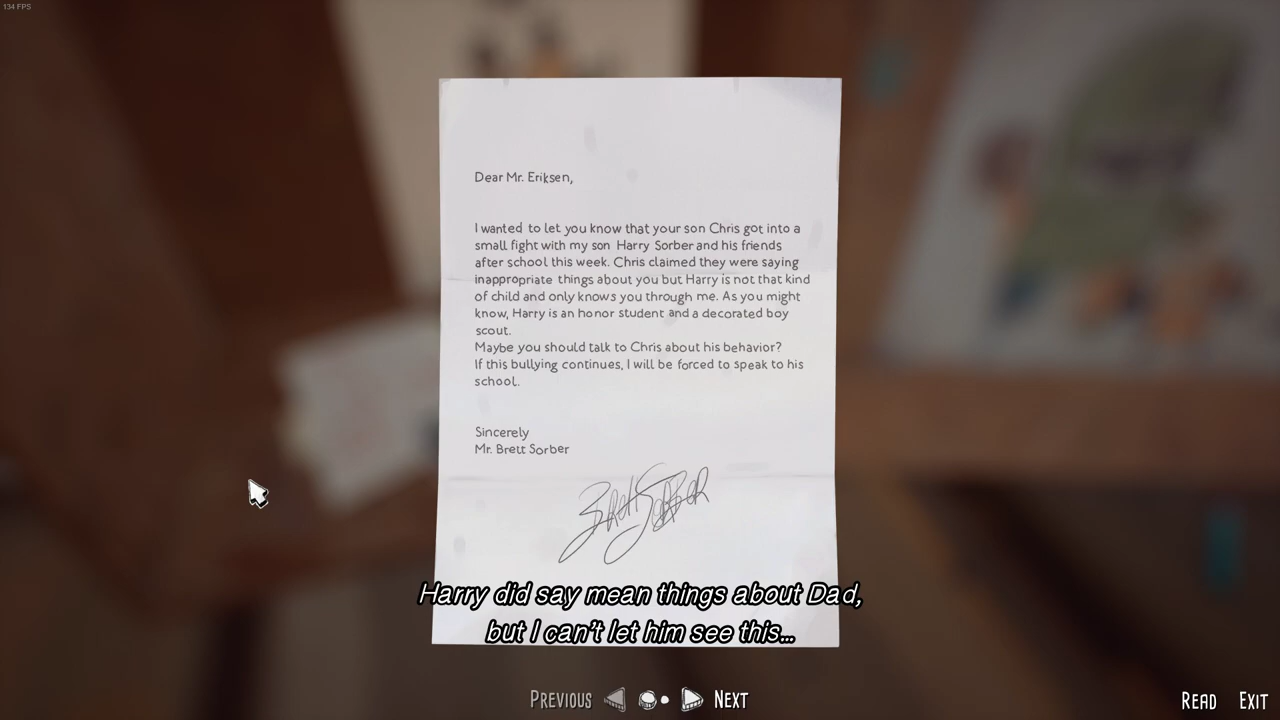 134 FPS
Dear Mr. Eriksen,
I wanted to let you know that your son Chris got into a
small fight with my son Harry Sorber and his friends
after school this week. Chris claimed they were saying
inappropriate things about you but Harry is not that kind
of child and only knows you through me. As you might
know, Harry is an honor student and a decorated boy
scout.
Maybe you should talk to Chris about his behavior?
If this bullying continues, I will be forced to speak to his
school.
Sincerely
Mr. Brett Sorber
Brett Sorber
Harry did say mean things about Dad,
but I can't let him see this...
PREVIOUS NEXT
READ EXIT